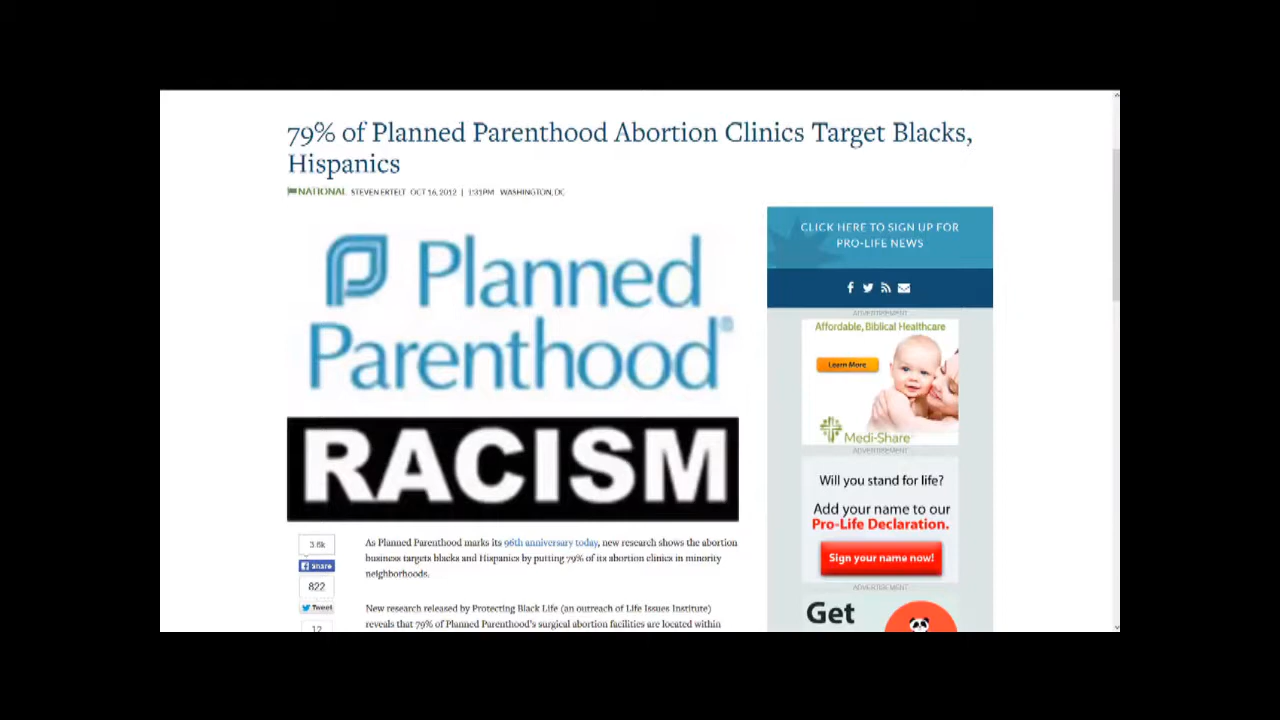 79% of Planned Parenthood Abortion Clinics Target Blacks,
Hispanics
NATIONAL STEVEN ERTELT OCT 16, 2012 | 1:31PM WASHINGTON, DC
Planned
Parenthood®
RACISM
3.6k
share
822
Tweet
12
As Planned Parenthood marks its 96th anniversary today, new research shows the abortion
business targets blacks and Hispanics by putting 79% of its abortion clinics in minority
neighborhoods.
New research released by Protecting Black Life (an outreach of Life Issues Institute)
reveals that 79% of Planned Parenthood's surgical abortion facilities are located within
CLICK HERE TO SIGN UP FOR
PRO-LIFE NEWS
ADVERTISEMENT
Affordable, Biblical Healthcare
Learn More
Medi-Share
ADVERTISEMENT
Will you stand for life?
Add your name to our
Pro-Life Declaration.
Sign your name now!
ADVERTISEMENT
Get